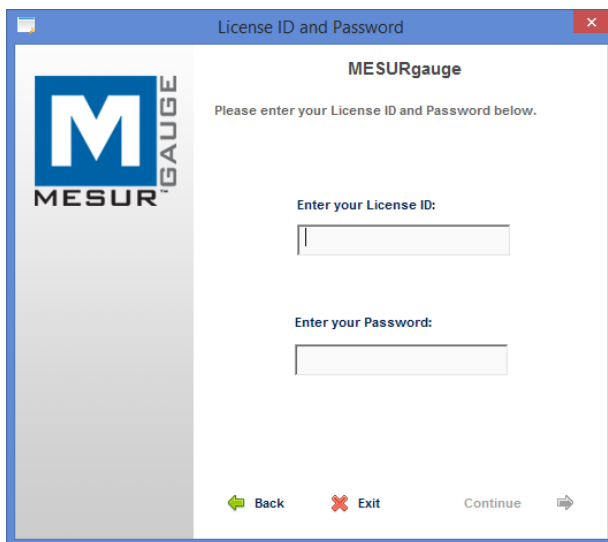 License ID and Password
MESURgauge
Please enter your License ID and Password below.
M
GAUGE
MESUR™
Enter your License ID:
Enter your Password:
Back
Exit
Continue